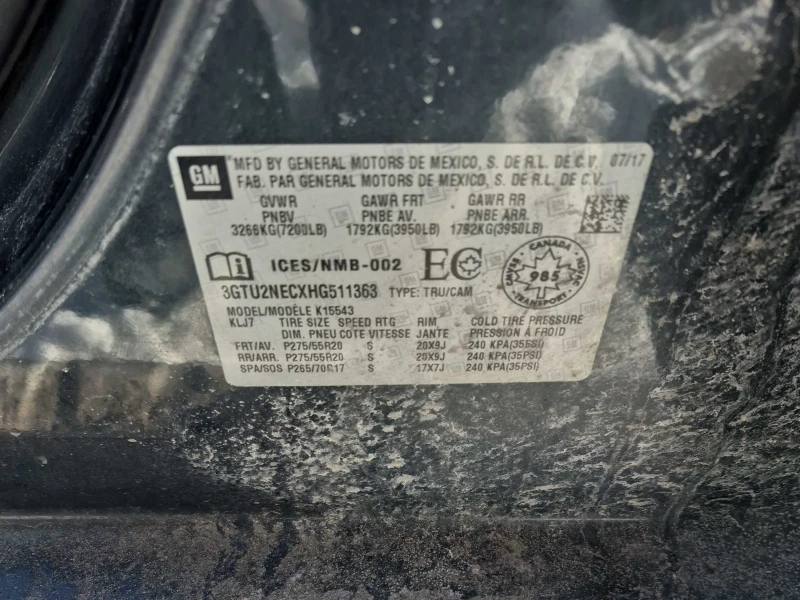 GM
MFD BY GENERAL MOTORS DE MEXICO, S. DE R.L. DE C.V. 07/17
FAB. PAR GENERAL MOTORS DE MEXICO, S. DE R.L. DE C.V.
GVWR GAWR FRT GAWR RR
PNBV PNBE AV. PNBE ARR.
3266KG(7200LB) 1792KG(3950LB) 1792KG(3950LB)
i ICES/NMB-002 EC CANADA 985 CMVSS NSVAC
3GTU2NECXHG511363 TYPE: TRU/CAM
MODEL/MODÈLE K15543
KLJ7 TIRE SIZE SPEED RTG RIM COLD TIRE PRESSURE
DIM. PNEU COTE VITESSE JANTE PRESSION À FROID
FRT/AV. P275/55R20 S 20X9J 240 KPA(35PSI)
RR/ARR. P275/55R20 S 20X9J 240 KPA(35PSI)
SPA/SOS P265/70R17 S 17X7J 240 KPA(35PSI)